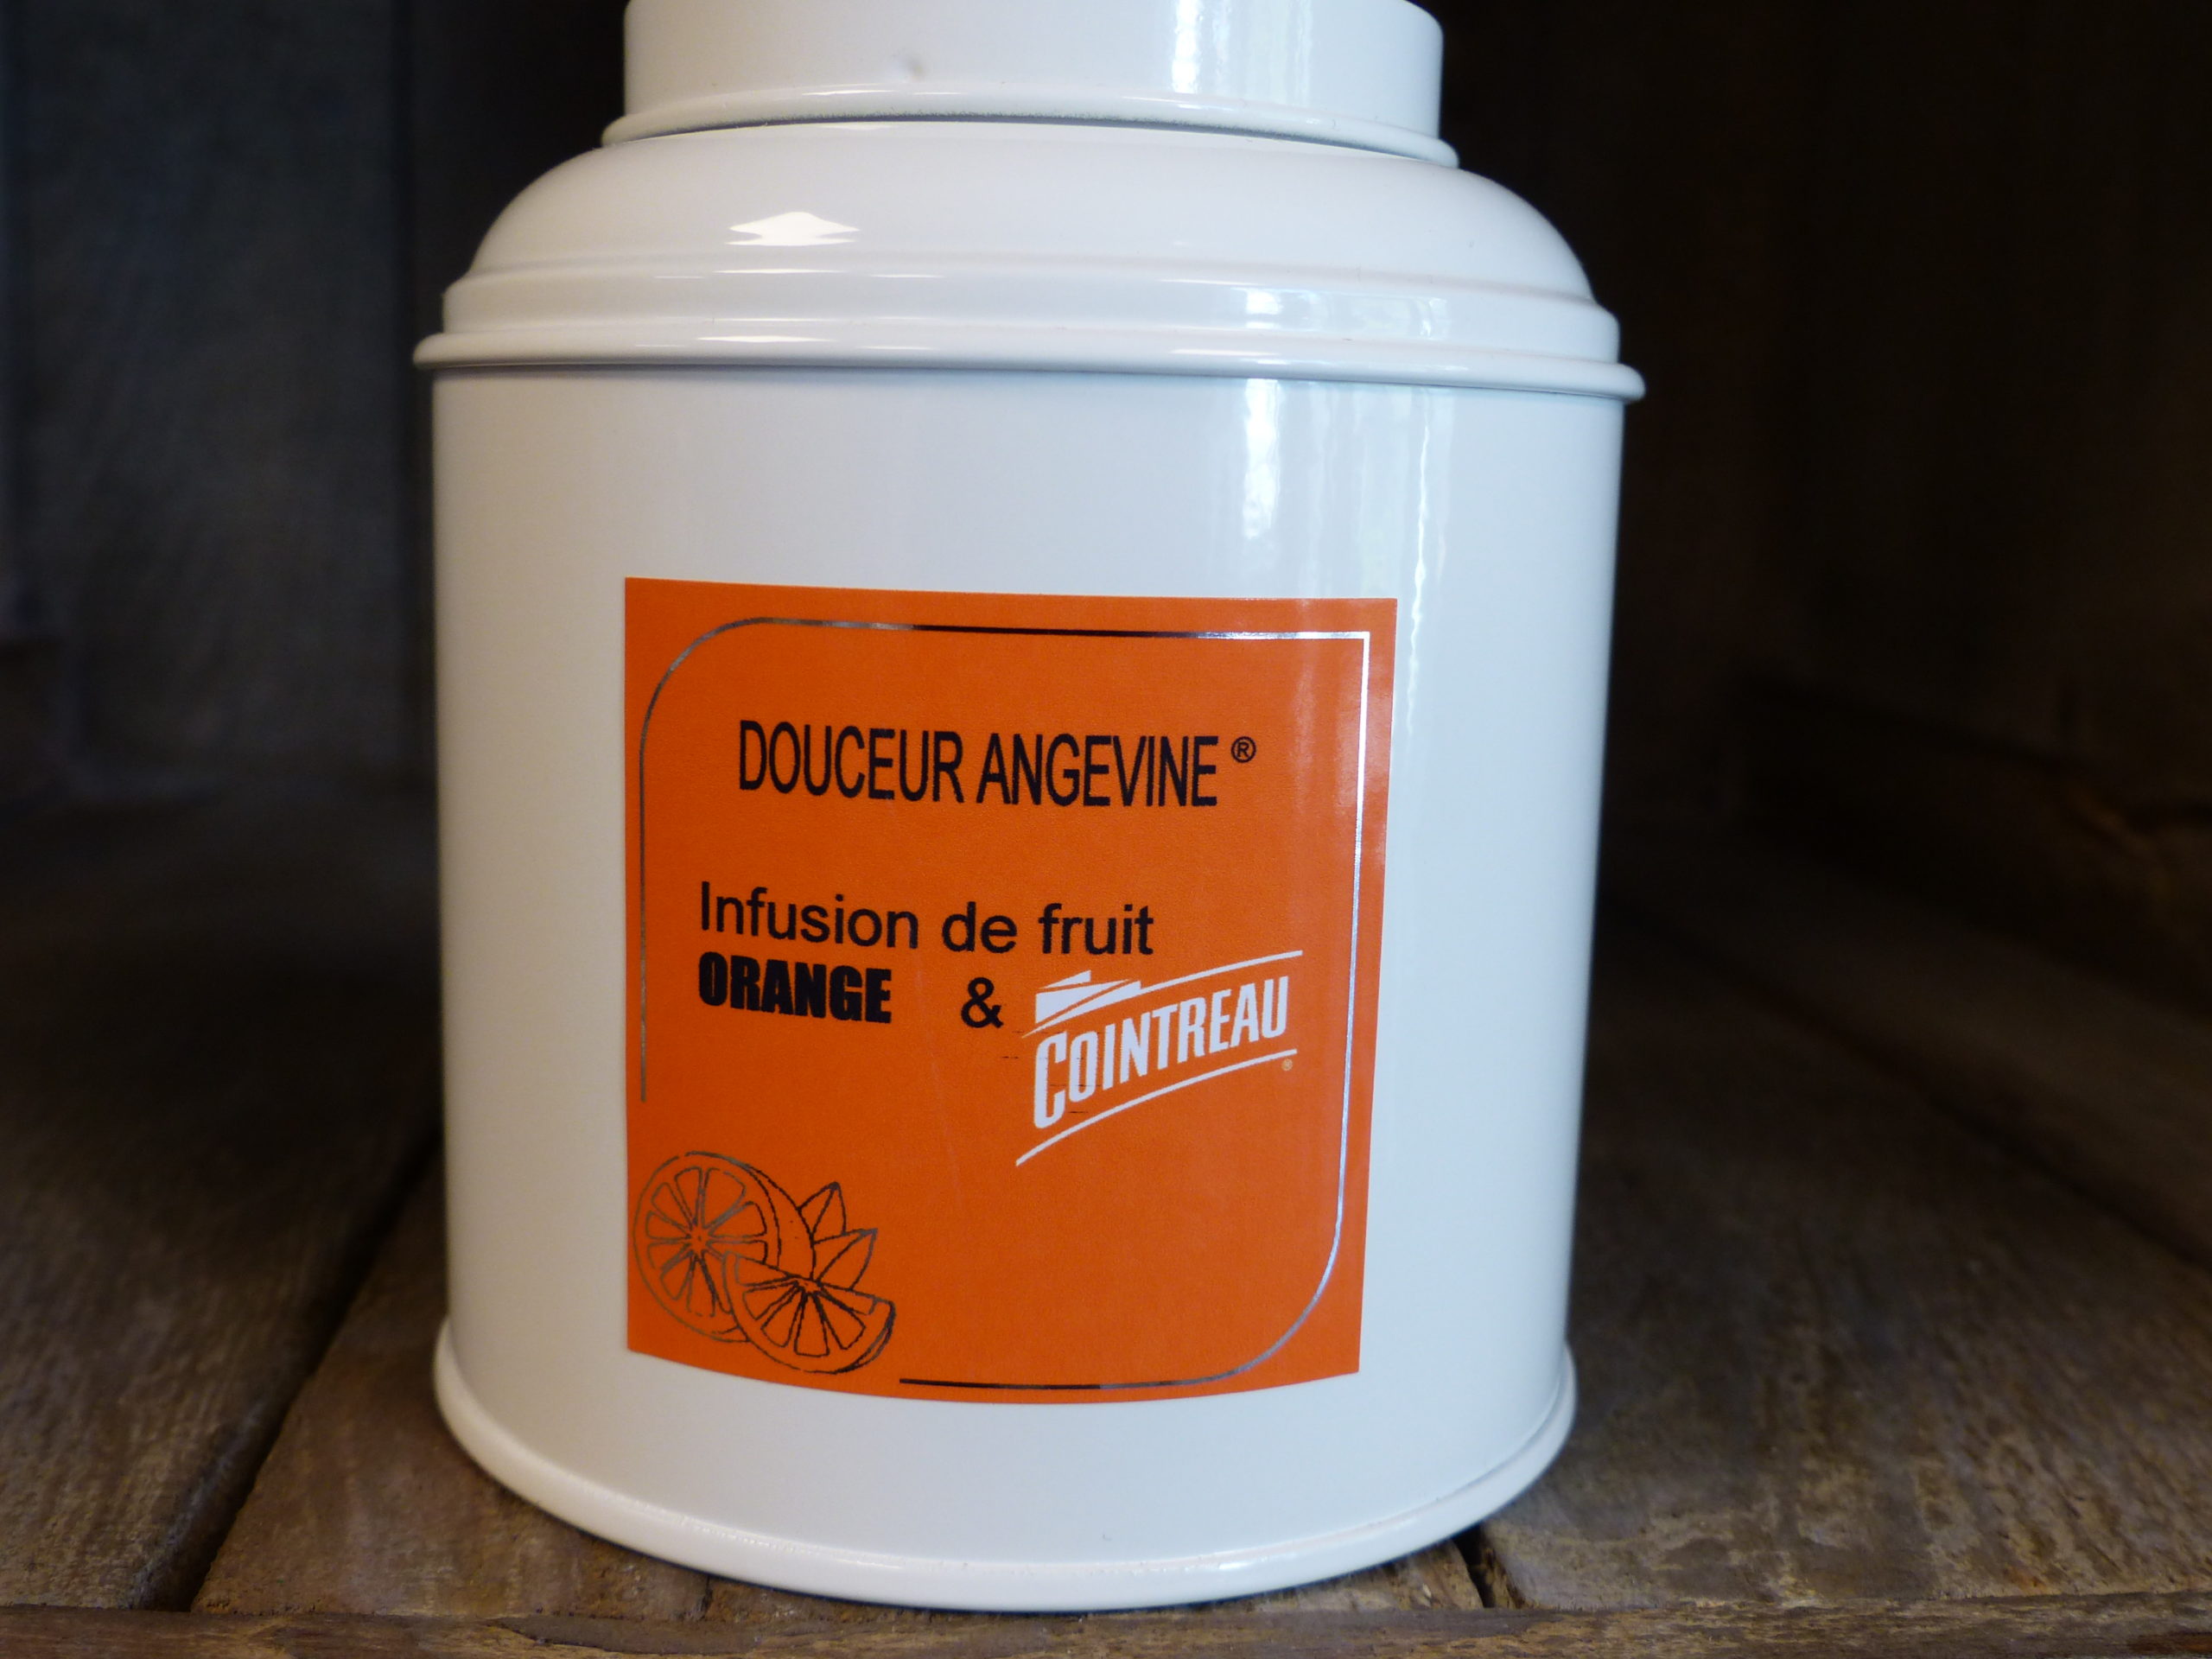 DOUCEUR ANGEVINE ®
Infusion de fruit
ORANGE & COINTREAU®